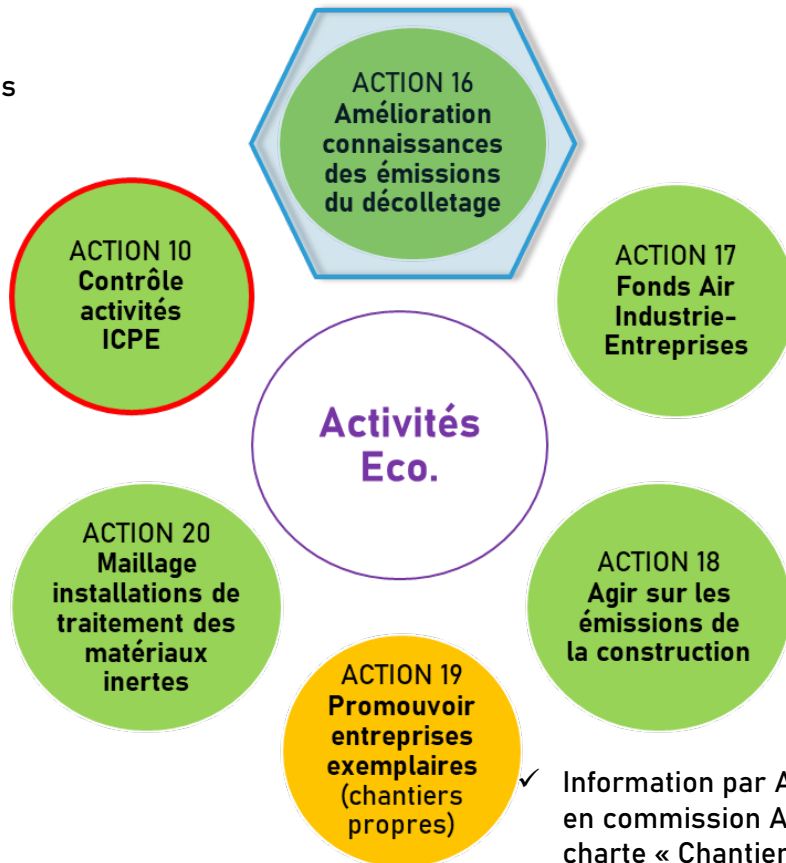 s
ACTION 16
Amélioration
connaissances
des émissions
du décolletage
ACTION 10
Contrôle
activités
ICPE
ACTION 17
Fonds Air
Industrie-
Entreprises
Activités
Eco.
ACTION 20
Maillage
installations de
traitement des
matériaux
inertes
ACTION 18
Agir sur les
émissions de
la construction
ACTION 19
Promouvoir
entreprises
exemplaires
(chantiers
propres)
✓ Information par A
en commission A
charte « Chantier